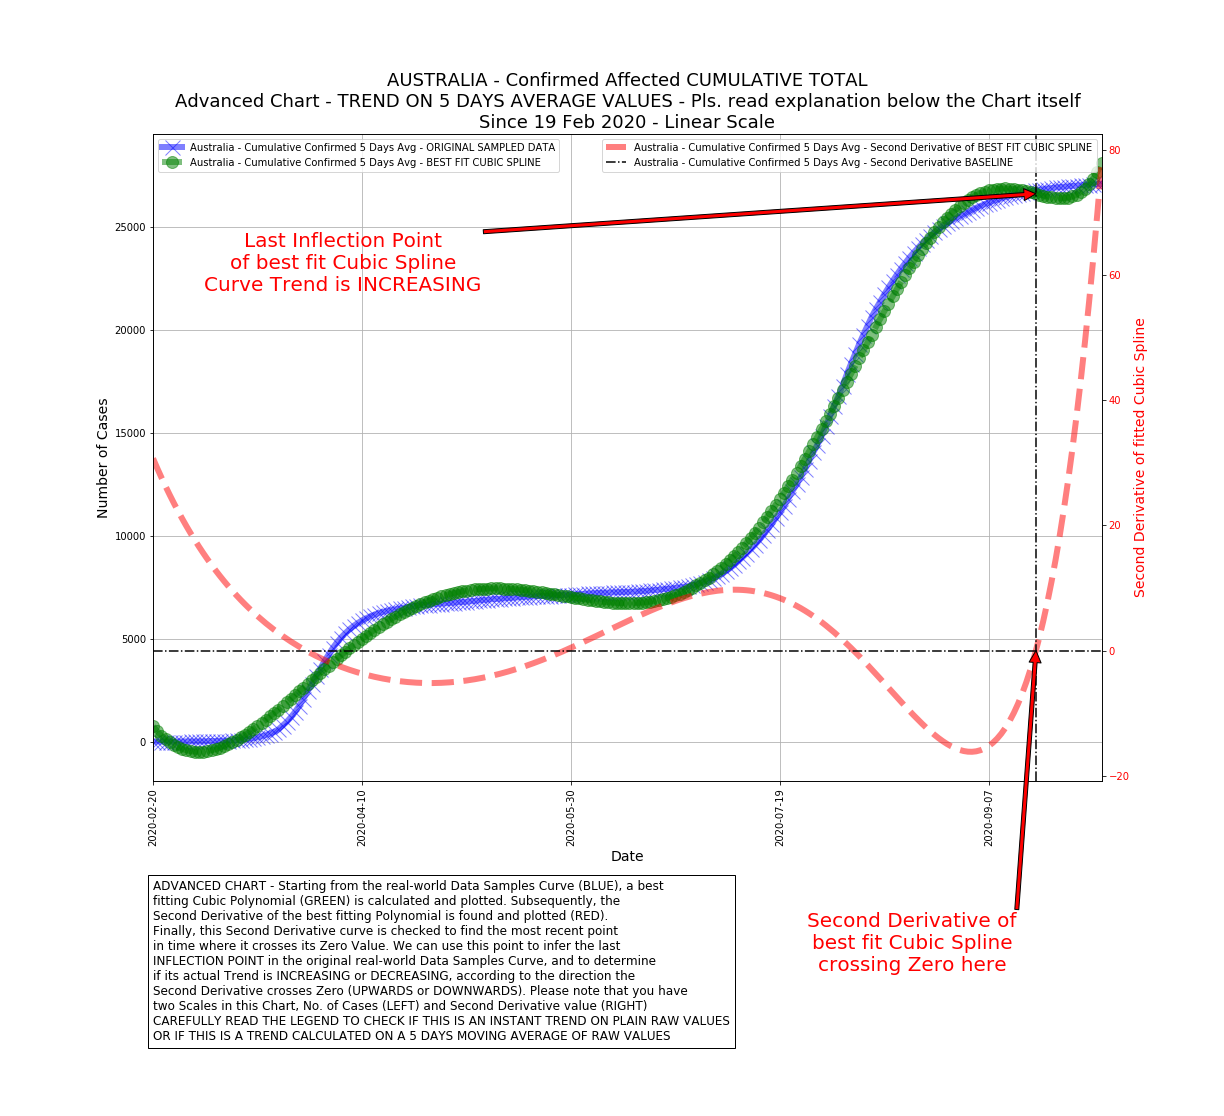 AUSTRALIA - Confirmed Affected CUMULATIVE TOTAL
Advanced Chart - TREND ON 5 DAYS AVERAGE VALUES - Pls. read explanation below the Chart itself
Since 19 Feb 2020 - Linear Scale
Australia - Cumulative Confirmed 5 Days Avg - ORIGINAL SAMPLED DATA
Australia - Cumulative Confirmed 5 Days Avg - BEST FIT CUBIC SPLINE
Australia - Cumulative Confirmed 5 Days Avg - Second Derivative of BEST FIT CUBIC SPLINE
Australia - Cumulative Confirmed 5 Days Avg - Second Derivative BASELINE
Last Inflection Point
of best fit Cubic Spline
Curve Trend is INCREASING
Number of Cases
25000
20000
15000
10000
5000
0
80
60
40
20
0
−20
Second Derivative of fitted Cubic Spline
2020-02-20
2020-04-10
2020-05-30
2020-07-19
2020-09-07
Date
ADVANCED CHART - Starting from the real-world Data Samples Curve (BLUE), a best
fitting Cubic Polynomial (GREEN) is calculated and plotted. Subsequently, the
Second Derivative of the best fitting Polynomial is found and plotted (RED).
Finally, this Second Derivative curve is checked to find the most recent point
in time where it crosses its Zero Value. We can use this point to infer the last
INFLECTION POINT in the original real-world Data Samples Curve, and to determine
if its actual Trend is INCREASING or DECREASING, according to the direction the
Second Derivative crosses Zero (UPWARDS or DOWNWARDS). Please note that you have
two Scales in this Chart, No. of Cases (LEFT) and Second Derivative value (RIGHT)
CAREFULLY READ THE LEGEND TO CHECK IF THIS IS AN INSTANT TREND ON PLAIN RAW VALUES
OR IF THIS IS A TREND CALCULATED ON A 5 DAYS MOVING AVERAGE OF RAW VALUES
Second Derivative of
best fit Cubic Spline
crossing Zero here